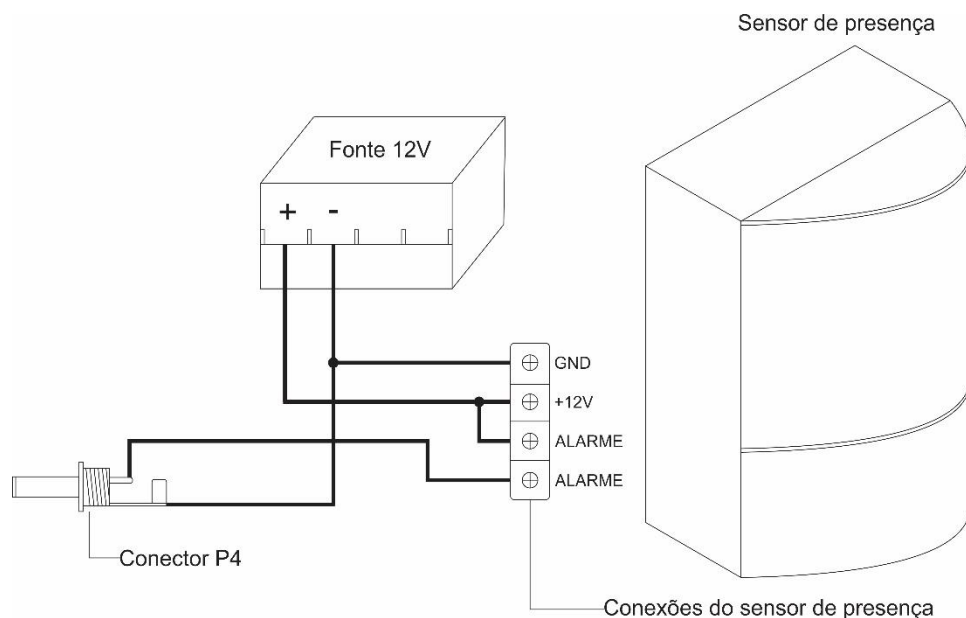 Sensor de presença
Fonte 12V
+ -
GND
+12V
ALARME
ALARME
Conector P4
Conexões do sensor de presença